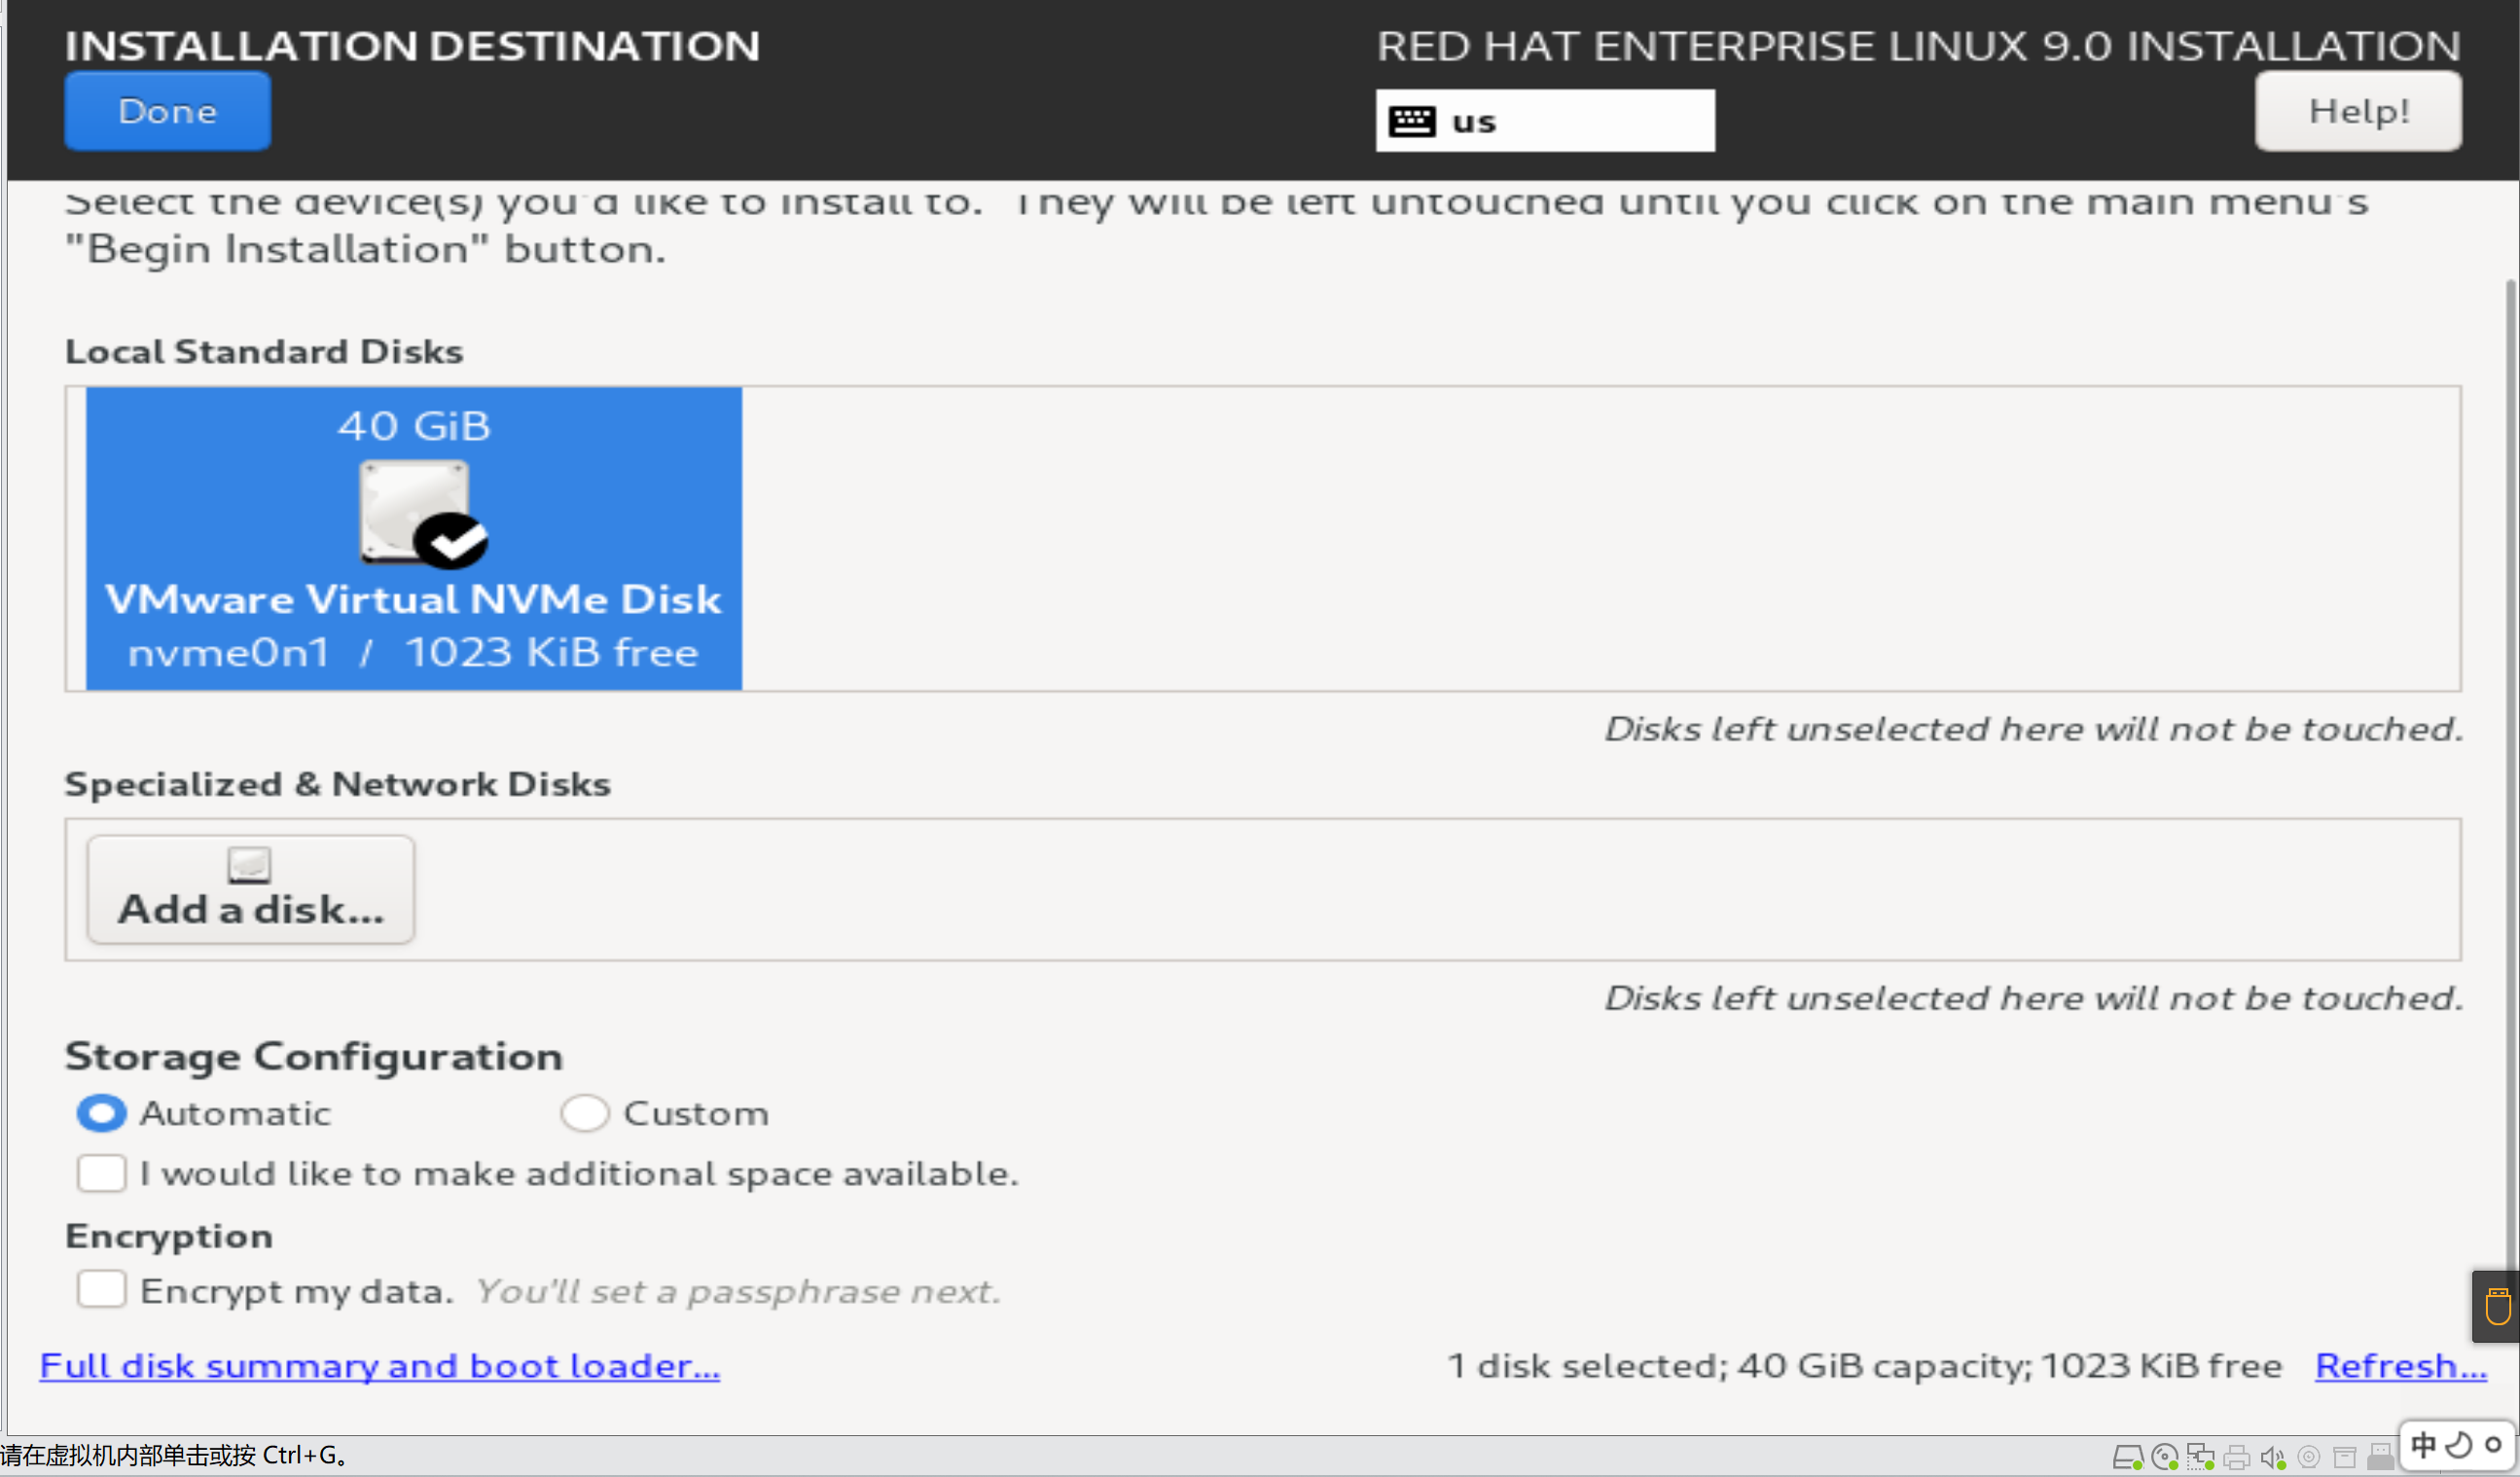 INSTALLATION DESTINATION
RED HAT ENTERPRISE LINUX 9.0 INSTALLATION
Done
us
Help!
Select the device(s) you'd like to install to. They will be left untouched until you click on the main menu's
"Begin Installation" button.
Local Standard Disks
40 GiB
VMware Virtual NVMe Disk
nvme0n1 / 1023 KiB free
Disks left unselected here will not be touched.
Specialized & Network Disks
Add a disk...
Disks left unselected here will not be touched.
Storage Configuration
Automatic
Custom
I would like to make additional space available.
Encryption
Encrypt my data. You'll set a passphrase next.
Full disk summary and boot loader...
1 disk selected; 40 GiB capacity; 1023 KiB free
Refresh...
请在虚拟机内部单击或按 Ctrl+G。
中